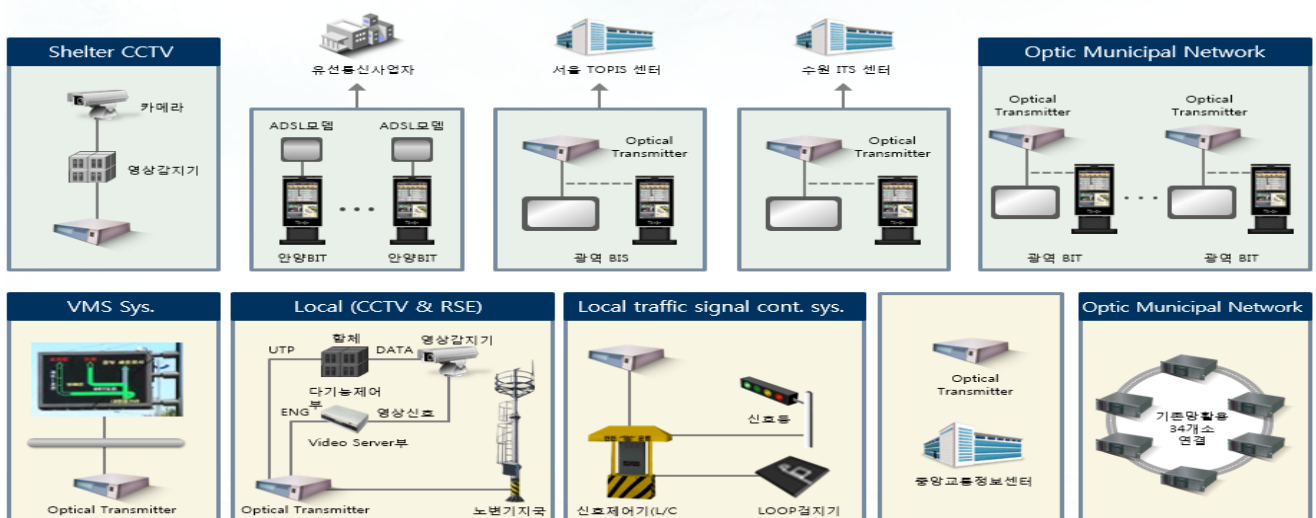 Shelter CCTV
카메라
영상감지기
유선통신사업자
ADSL모뎀
ADSL모뎀
안양BIT
안양BIT
서울 TOPIS 센터
Optical
Transmitter
광역 BIS
수원 ITS 센터
Optical
Transmitter
Optic Municipal Network
Optical
Transmitter
Optical
Transmitter
광역 BIT
광역 BIT
VMS Sys.
Optical Transmitter
Local (CCTV & RSE)
함체
영상감지기
UTP
DATA
다기능제어
부
ENG
영상신호
Video Server부
Optical Transmitter
노변기지국
Local traffic signal cont. sys.
신호등
신호제어기(L/C
LOOP검지기
Optical
Transmitter
중앙교통정보센터
Optic Municipal Network
기존망활용
34개소
연결